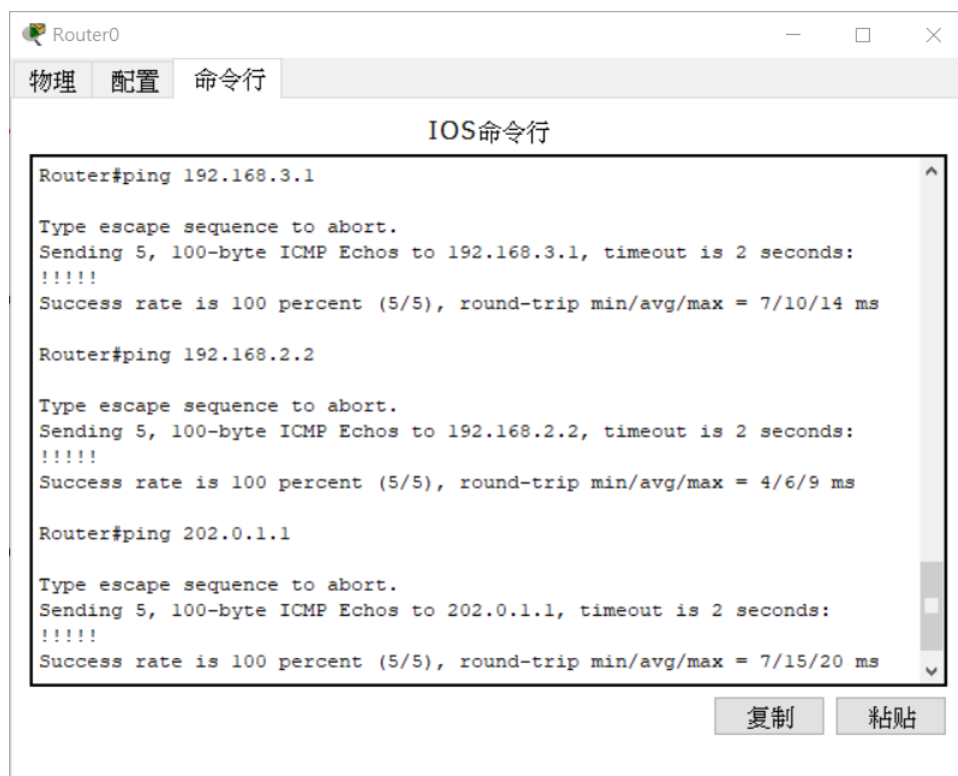 Router0
物理 配置 命令行
IOS命令行
Router#ping 192.168.3.1
Type escape sequence to abort.
Sending 5, 100-byte ICMP Echos to 192.168.3.1, timeout is 2 seconds:
!!!!!
Success rate is 100 percent (5/5), round-trip min/avg/max = 7/10/14 ms
Router#ping 192.168.2.2
Type escape sequence to abort.
Sending 5, 100-byte ICMP Echos to 192.168.2.2, timeout is 2 seconds:
!!!!!
Success rate is 100 percent (5/5), round-trip min/avg/max = 4/6/9 ms
Router#ping 202.0.1.1
Type escape sequence to abort.
Sending 5, 100-byte ICMP Echos to 202.0.1.1, timeout is 2 seconds:
!!!!!
Success rate is 100 percent (5/5), round-trip min/avg/max = 7/15/20 ms
复制 粘贴